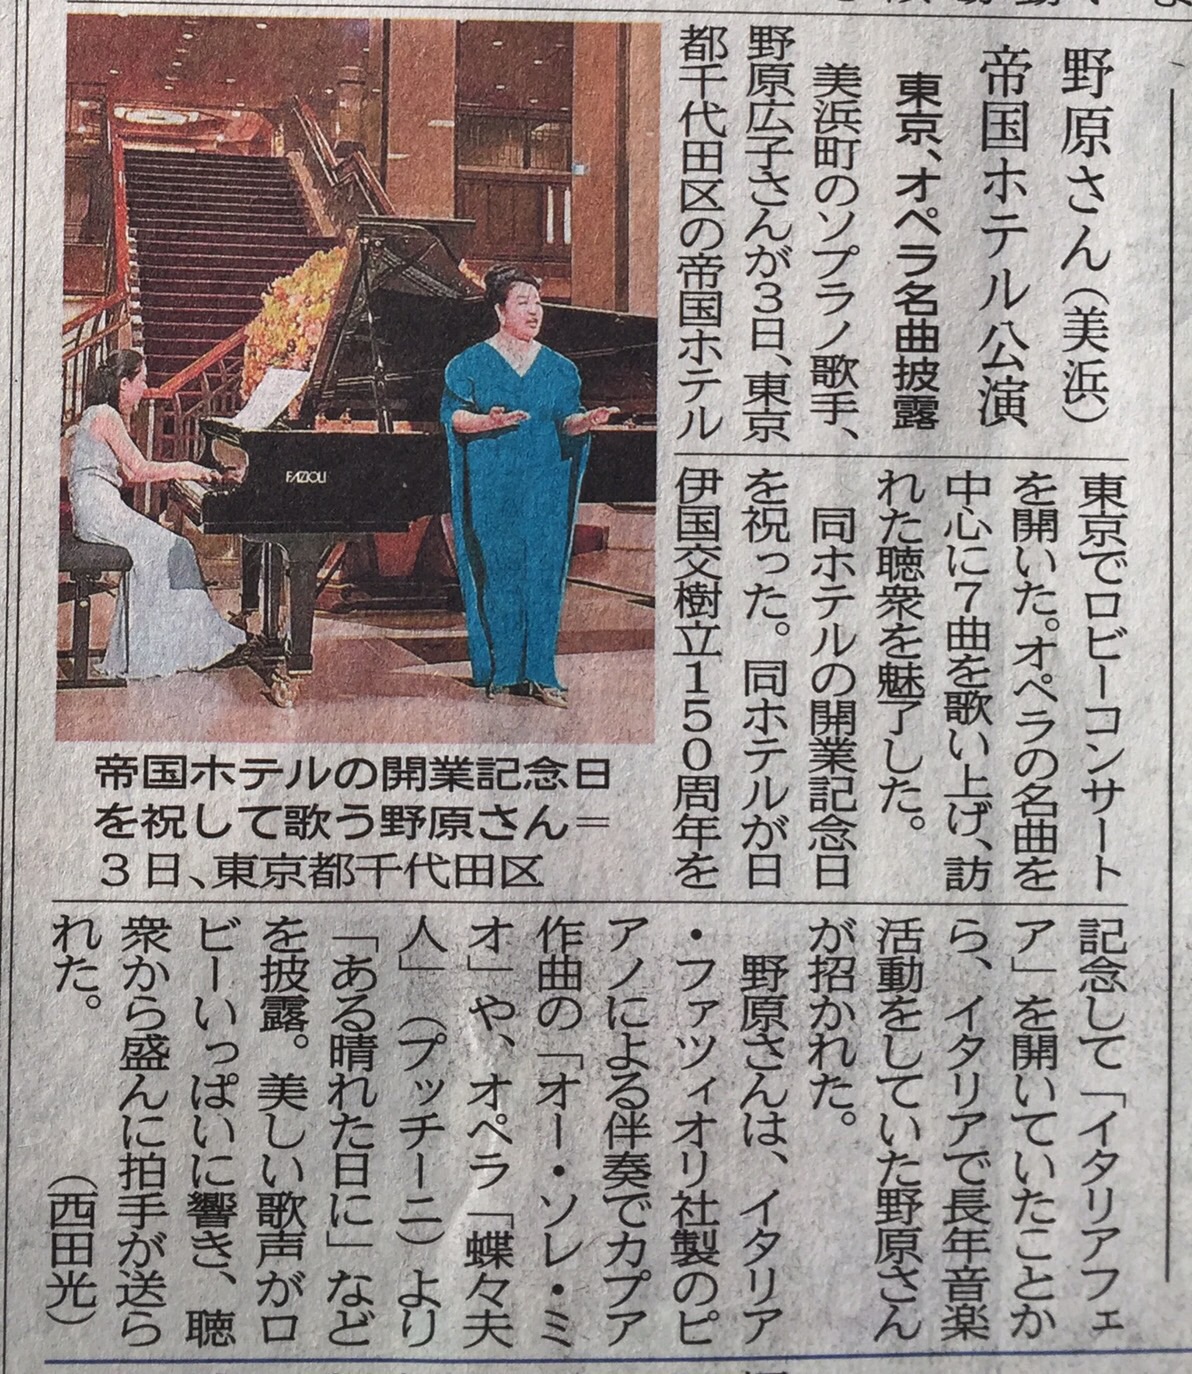 野原さん(美浜)
帝国ホテル公演
東京、オペラ名曲披露
美浜町のソプラノ歌手、
野原広子さんが3日、東京
都千代田区の帝国ホテル
東京でロビーコンサート
を開いた。オペラの名曲を
中心に7曲を歌い上げ、訪
れた聴衆を魅了した。
同ホテルの開業記念日
を祝った。同ホテルが日
伊国交樹立150周年を
記念して「イタリアフェ
ア」を開いていたことか
ら、イタリアで長年音楽
活動をしていた野原さん
が招かれた。
野原さんは、イタリア
・ファツィオリ社製のピ
アノによる伴奏でカプア
作曲の「オー・ソレ・ミ
オ」や、オペラ「蝶々夫
人」(プッチーニ)より
「ある晴れた日に」など
を披露。美しい歌声がロ
ビーいっぱいに響き、聴
衆から盛んに拍手が送ら
れた。
(西田光)
FAZIOLI
帝国ホテルの開業記念日
を祝して歌う野原さん＝
3日、東京都千代田区